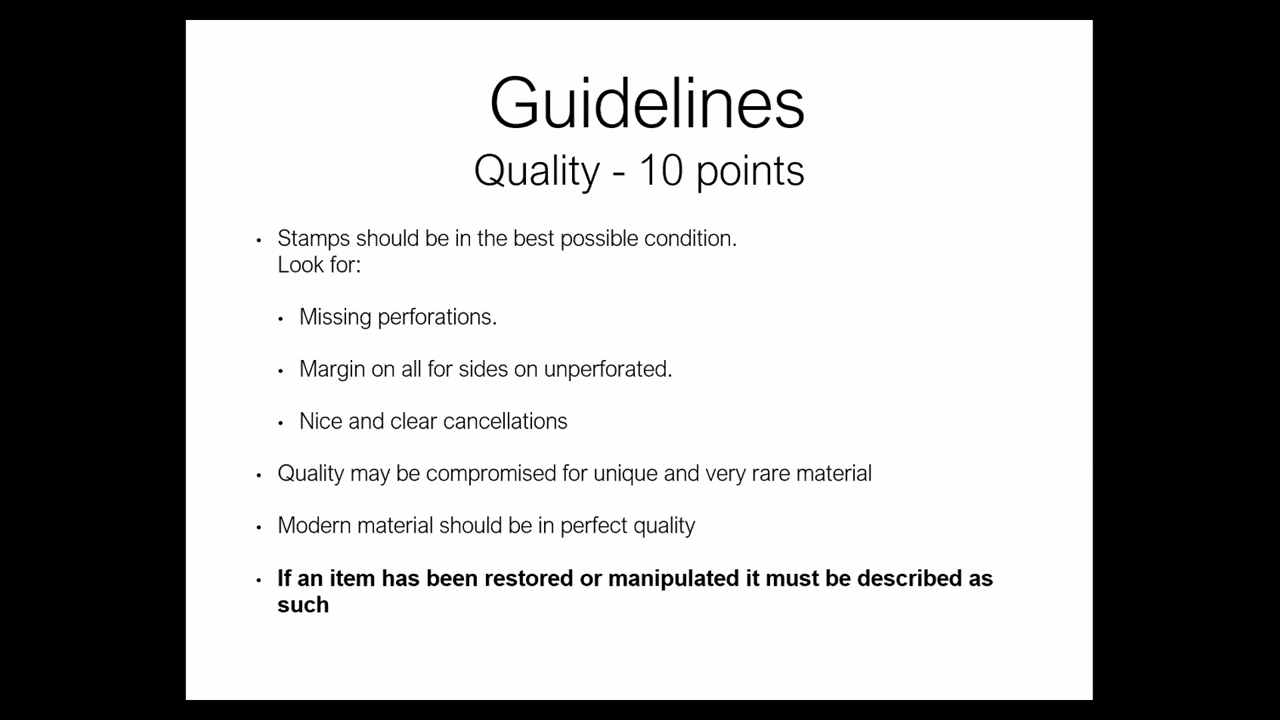 Guidelines
Quality - 10 points
• Stamps should be in the best possible condition.
Look for:
• Missing perforations.
• Margin on all for sides on unperforated.
• Nice and clear cancellations
• Quality may be compromised for unique and very rare material
• Modern material should be in perfect quality
• If an item has been restored or manipulated it must be described as
such